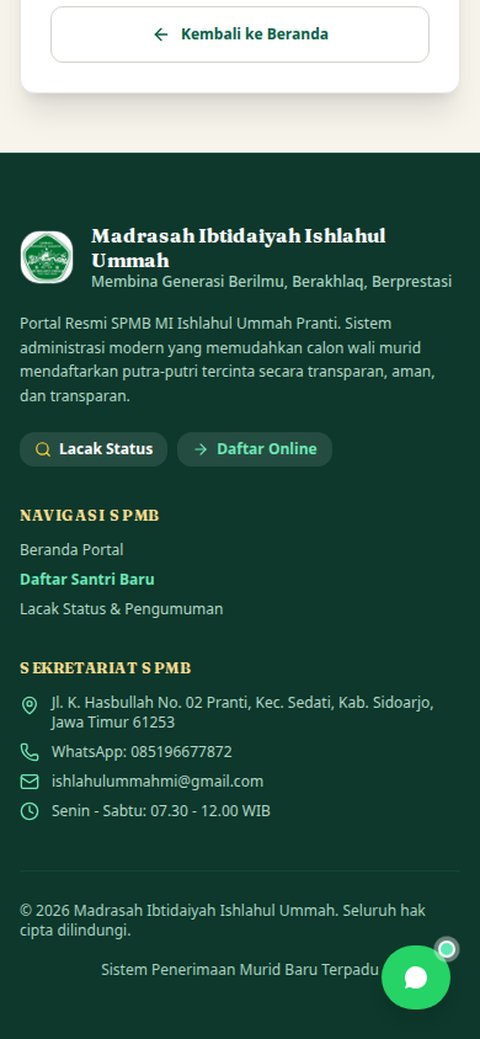 Kembali ke Beranda
Madrasah Ibtidaiyah Ishlahul
Ummah
Membina Generasi Berilmu, Berakhlaq, Berprestasi
Portal Resmi SPMB MI Ishlahul Ummah Pranti. Sistem
administrasi modern yang memudahkan calon wali murid
mendaftarkan putra-putri tercinta secara transparan, aman,
dan transparan.
Lacak Status
Daftar Online
NAVIGASI SPMB
Beranda Portal
Daftar Santri Baru
Lacak Status & Pengumuman
SEKRETARIAT SPMB
Jl. K. Hasbullah No. 02 Pranti, Kec. Sedati, Kab. Sidoarjo,
Jawa Timur 61253
WhatsApp: 085196677872
ishlahulummahmi@gmail.com
Senin - Sabtu: 07.30 - 12.00 WIB
© 2026 Madrasah Ibtidaiyah Ishlahul Ummah. Seluruh hak
cipta dilindungi.
Sistem Penerimaan Murid Baru Terpadu